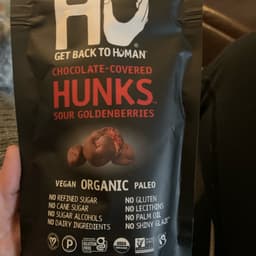 HU
GET BACK TO HUMAN
CHOCOLATE-COVERED
HUNKS
SOUR GOLDENBERRIES
VEGAN ORGANIC PALEO
NO REFINED SUGAR
NO CANE SUGAR
NO SUGAR ALCOHOLS
NO DAIRY INGREDIENTS
NO GLUTEN
NO LECITHINS
NO PALM OIL
NO SHINY GLAZE